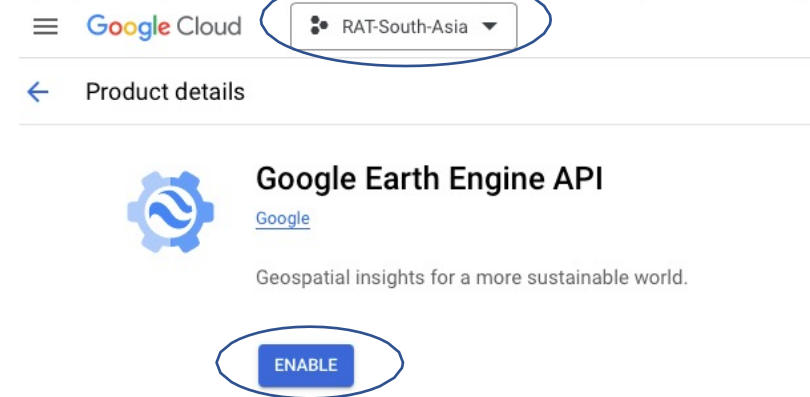 Google Cloud
RAT-South-Asia
Product details
Google Earth Engine API
Google
Geospatial insights for a more sustainable world.
ENABLE